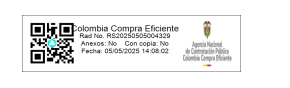 Colombia Compra Eficiente
Rad No. RS20250505004329
Anexos: No Con copia: No
Fecha: 05/05/2025 14:08:02
Agencia Nacional
de Contratación Pública
Colombia Compra Eficiente